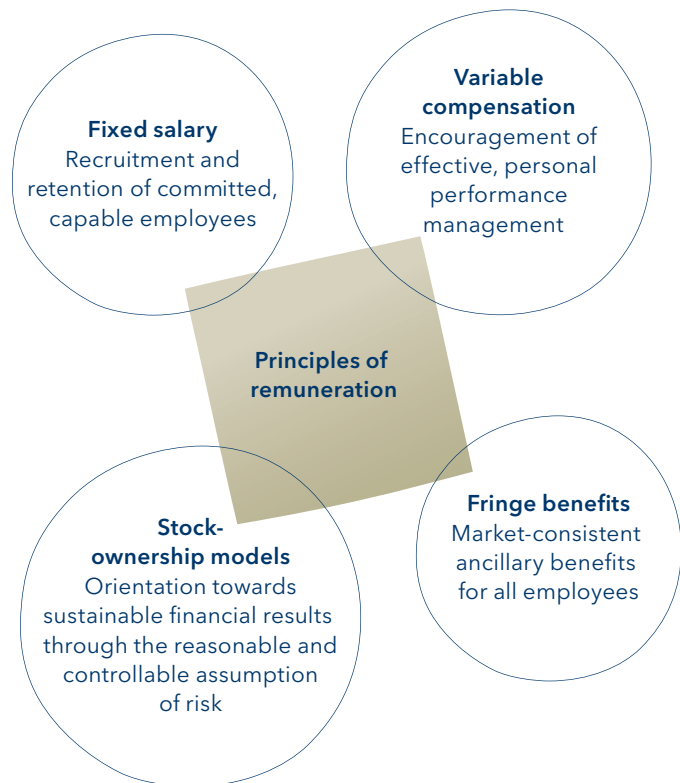 Fixed salary
Recruitment and
retention of committed,
capable employees
Variable
compensation
Encouragement of
effective, personal
performance
management
Principles of
remuneration
Stock-
ownership models
Orientation towards
sustainable financial results
through the reasonable and
controllable assumption
of risk
Fringe benefits
Market-consistent
ancillary benefits
for all employees